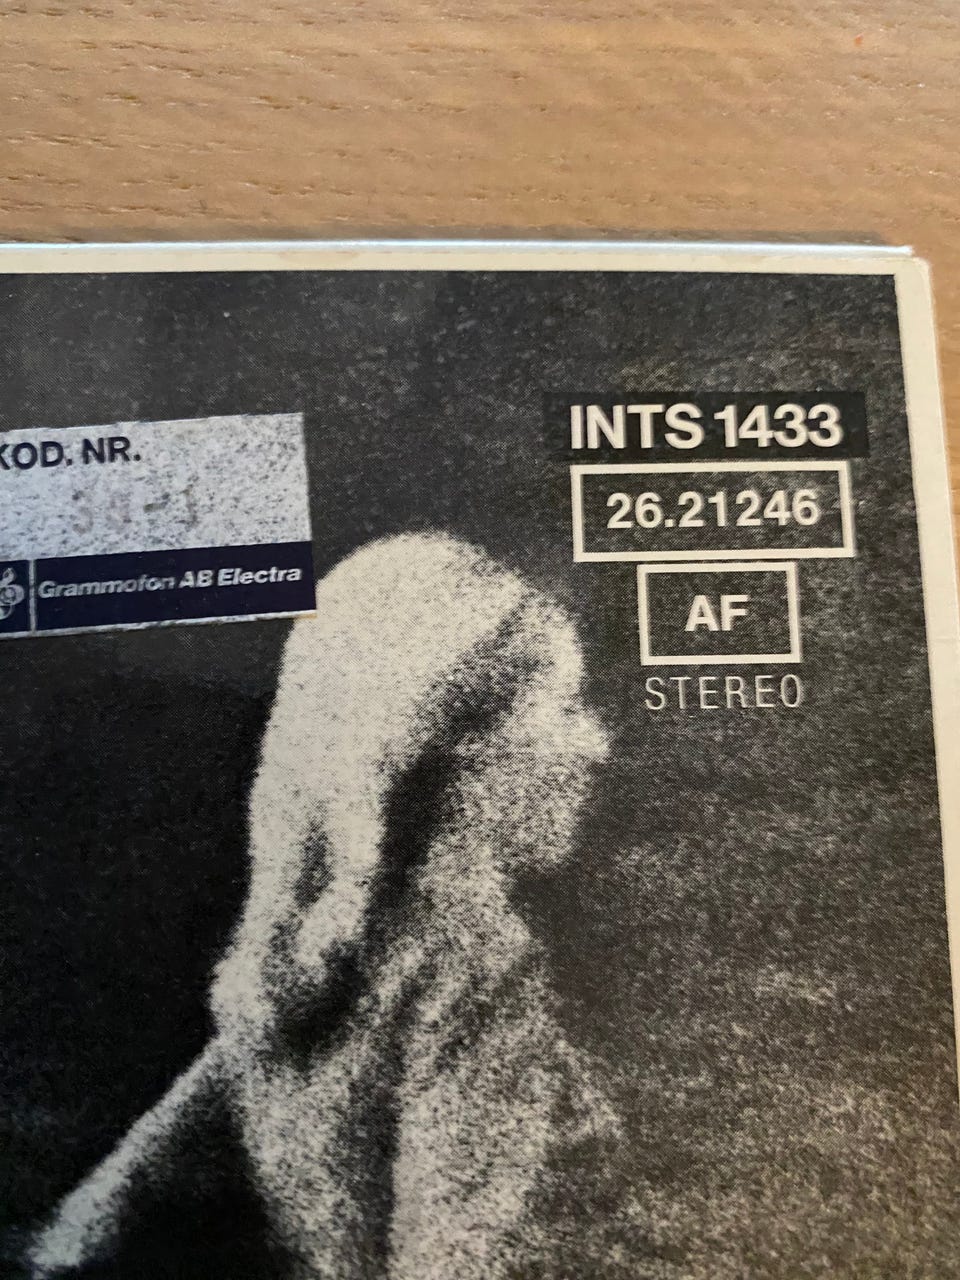 KOD. NR.
Grammofon AB Electra
INTS 1433
26.21246
AF
STEREO